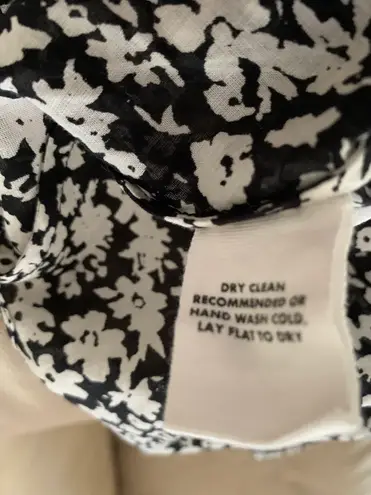 DRY CLEAN
RECOMMENDED OR
HAND WASH COLD.
LAY FLAT TO DRY